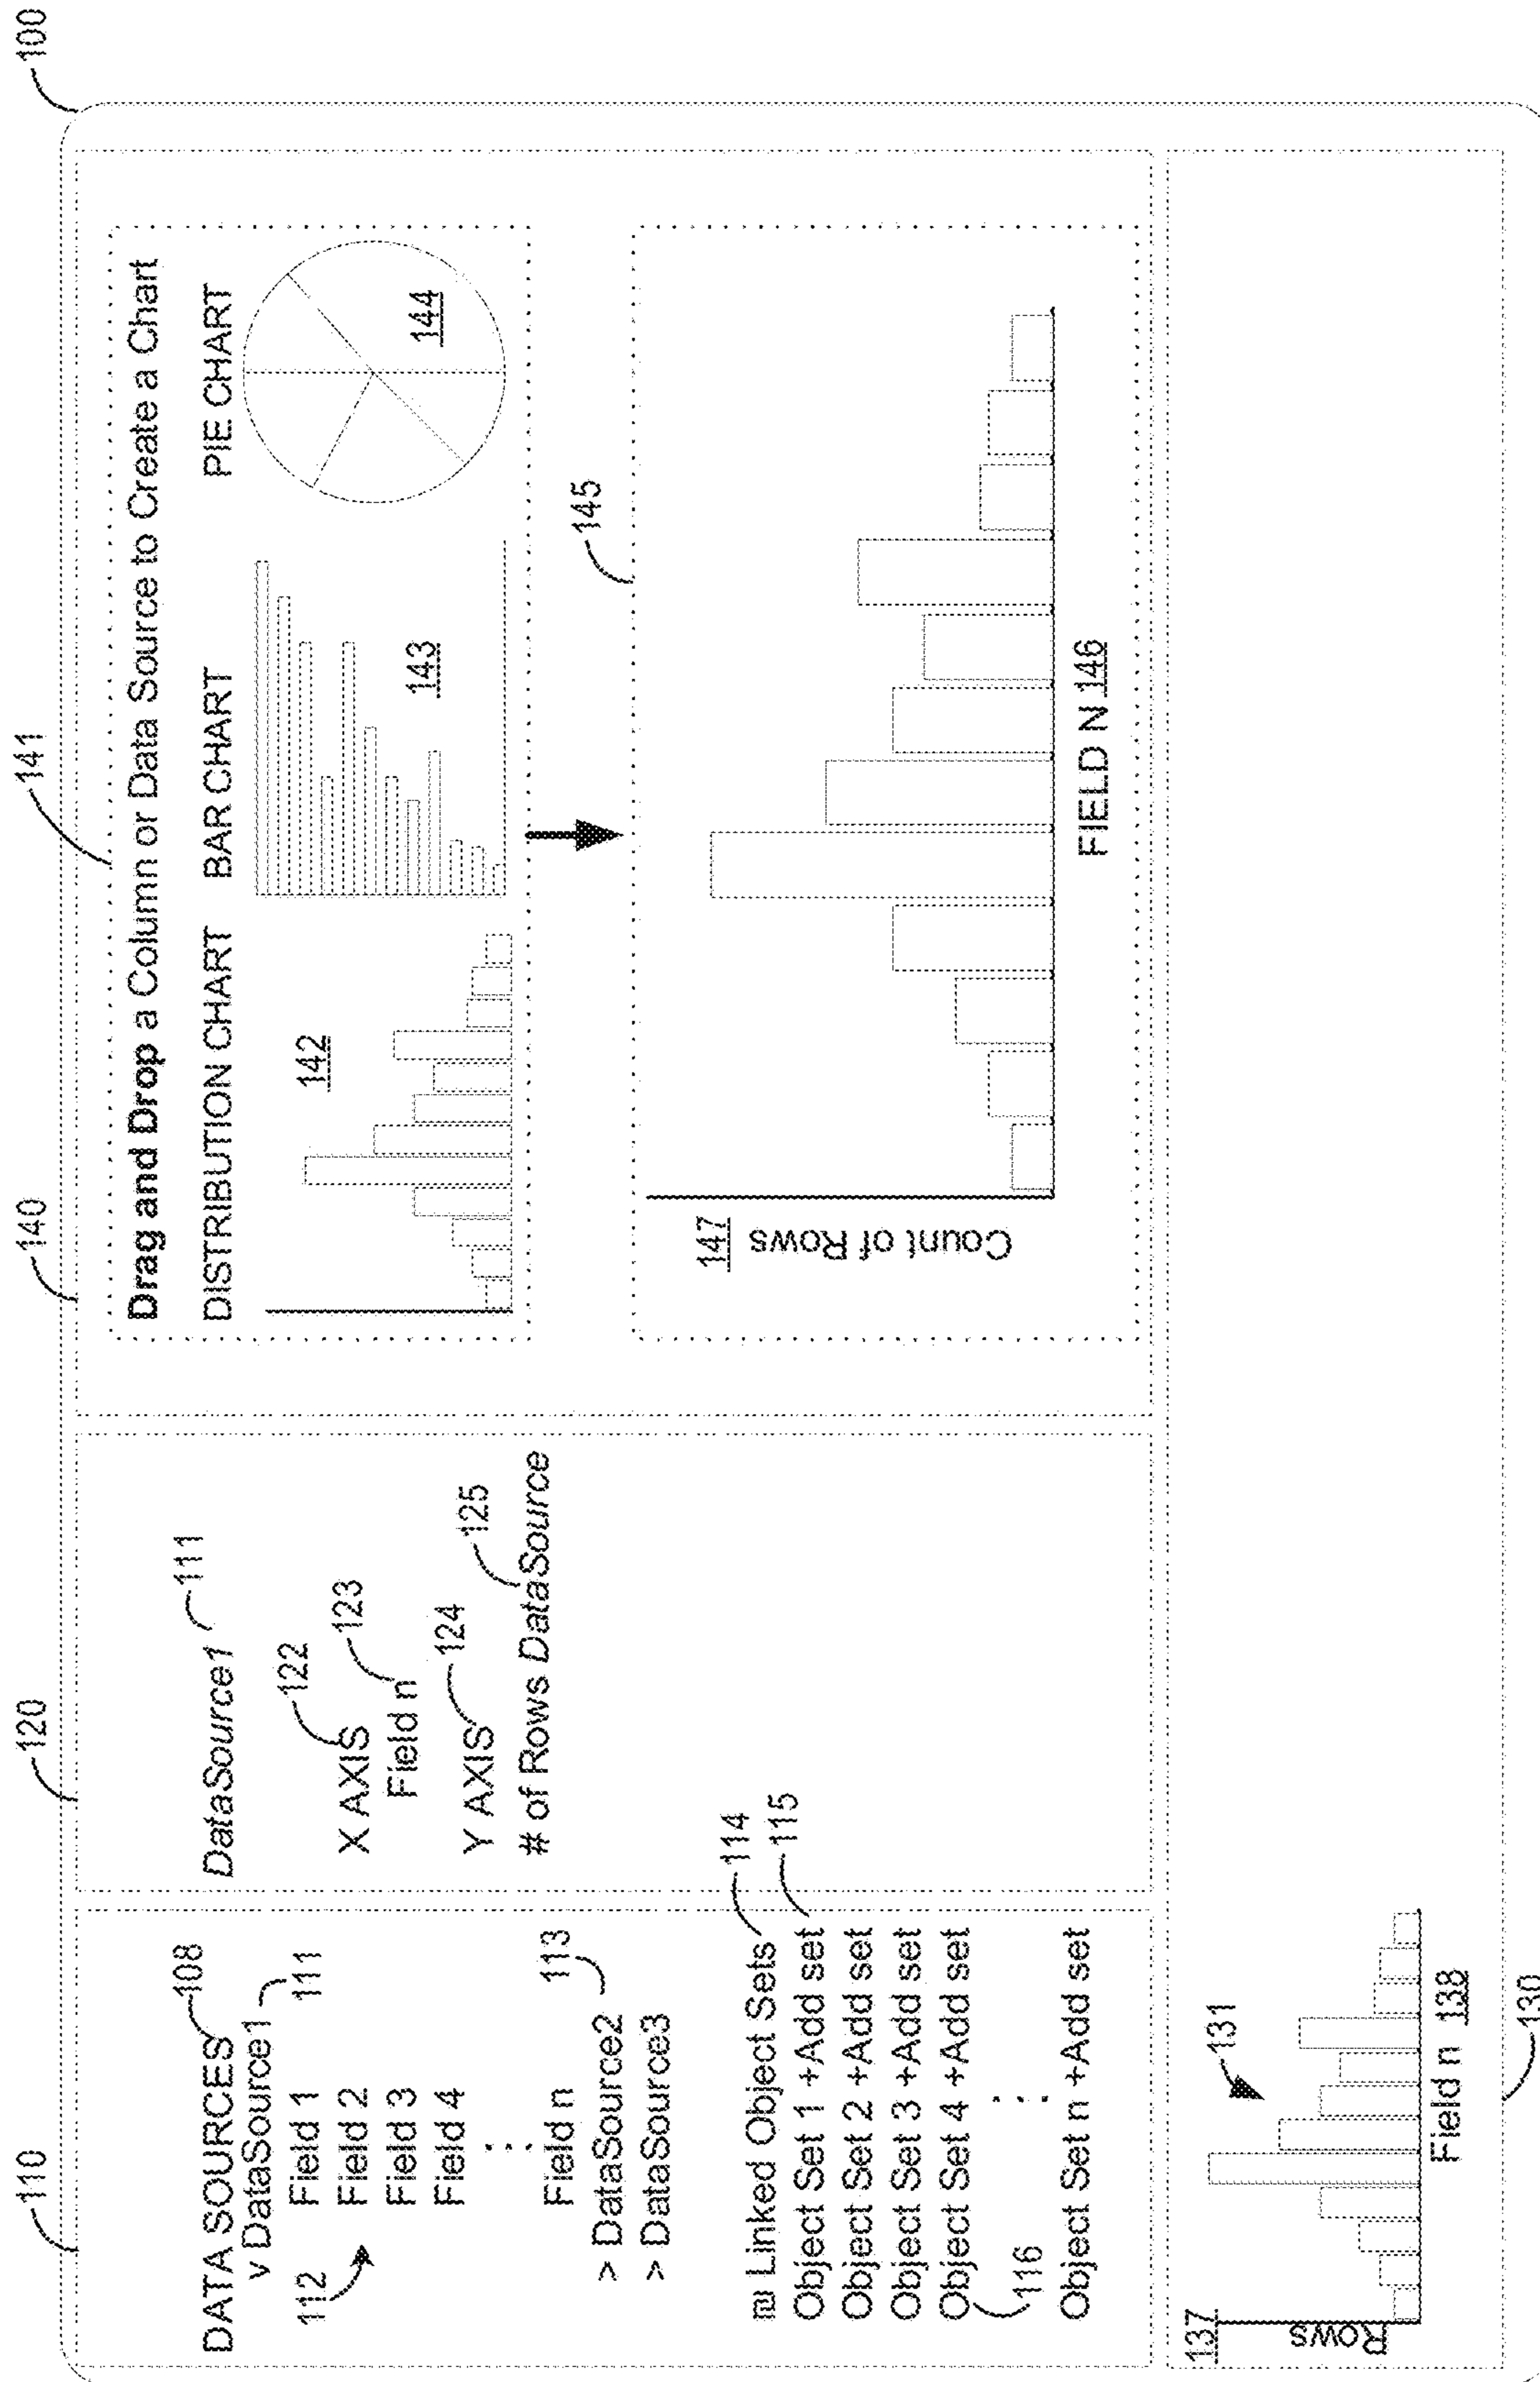 100
110
120
140
141
DATA SOURCES
108
v DataSource1
111
112
Field 1
Field 2
Field 3
Field 4
⋮
Field n
113
> DataSource2
> DataSource3
Linked Object Sets
114
Object Set 1 +Add set
115
Object Set 2 +Add set
Object Set 3 +Add set
Object Set 4 +Add set
116
⋮
Object Set n +Add set
DataSource1
111
X AXIS
122
Field n
123
Y AXIS
124
# of Rows DataSource
125
Drag and Drop a Column or Data Source to Create a Chart
DISTRIBUTION CHART BAR CHART PIE CHART
142
143
144
145
147
Count of Rows
FIELD N 146
137
Rows
131
Field n 138
130